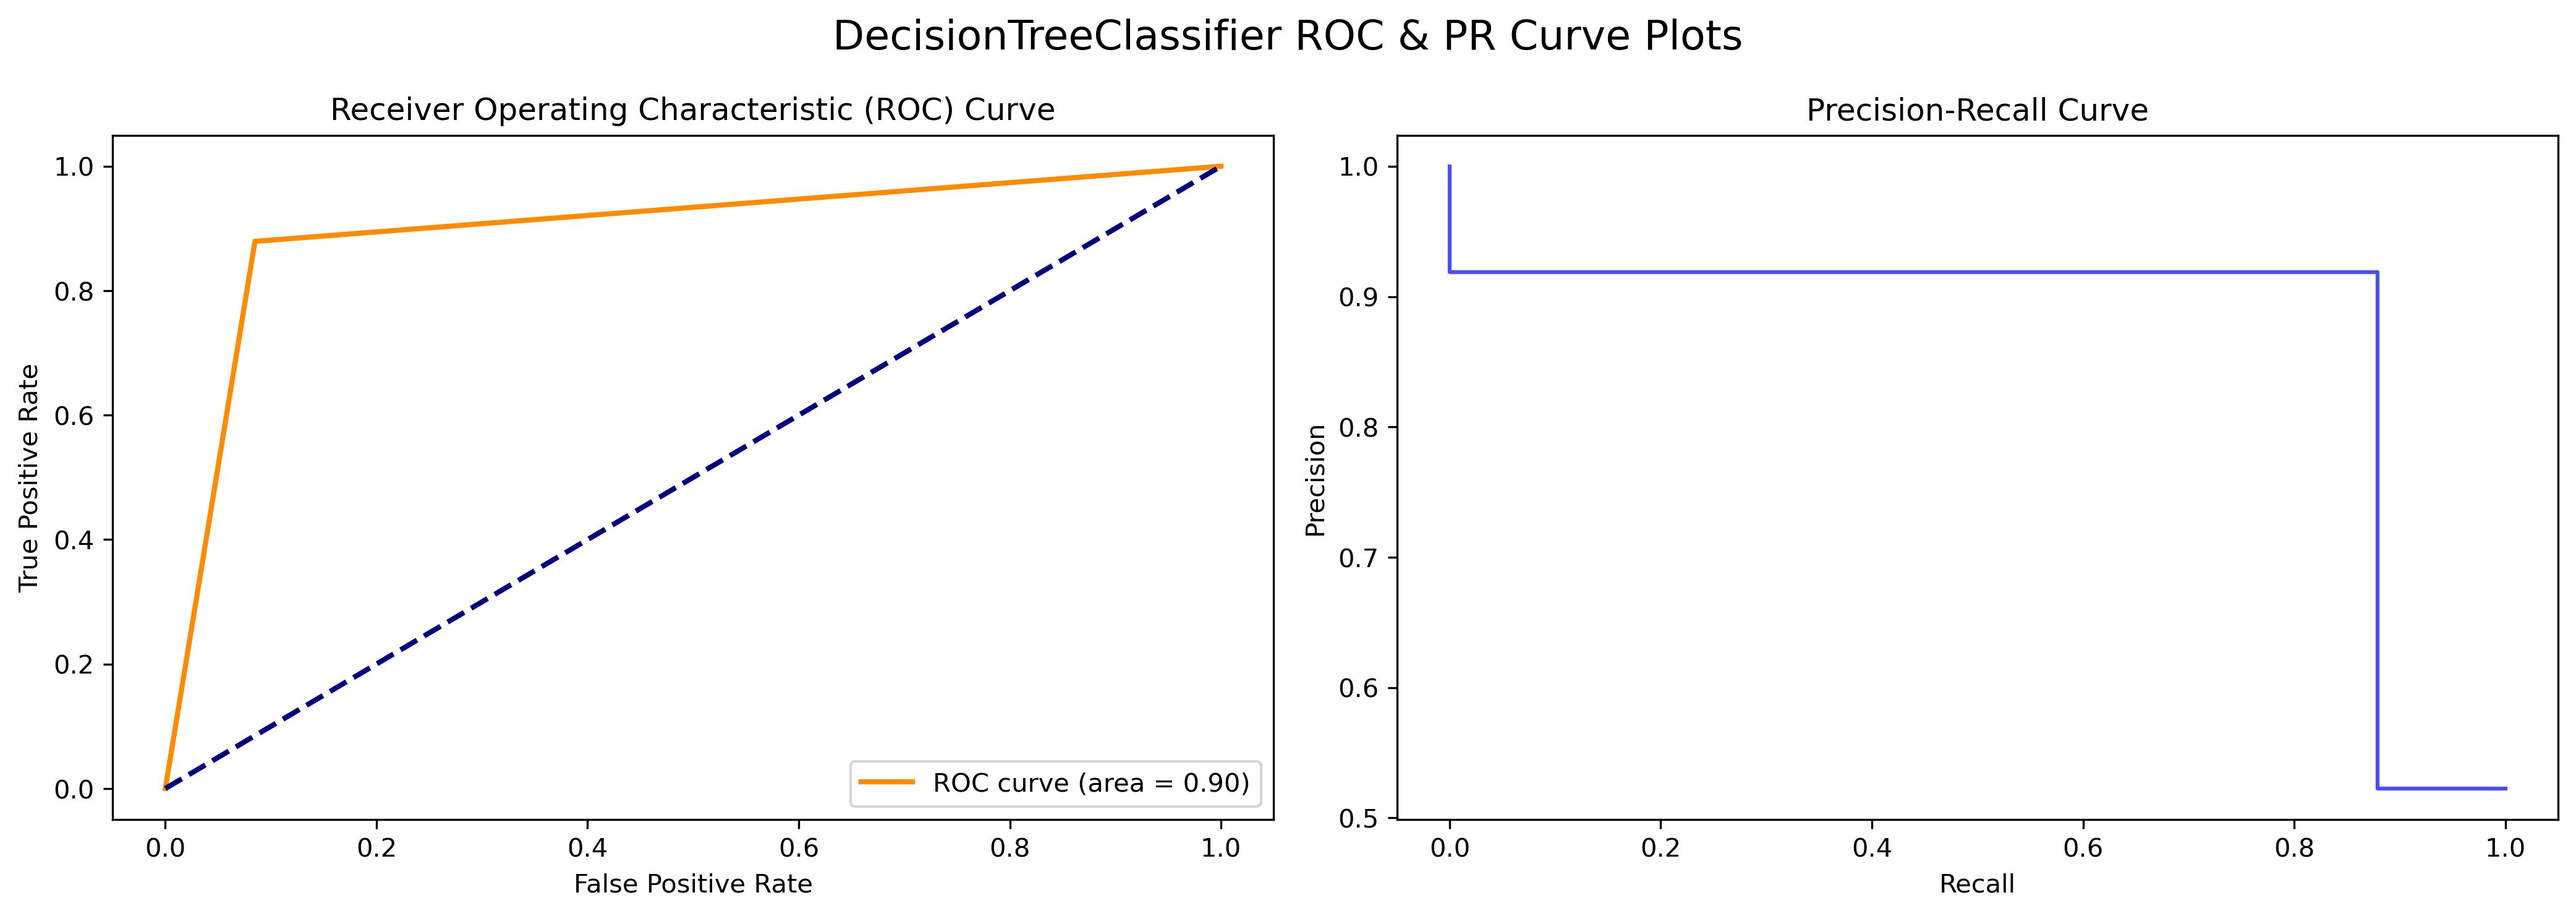 DecisionTreeClassifier ROC & PR Curve Plots
Receiver Operating Characteristic (ROC) Curve
True Positive Rate
1.0
0.8
0.6
0.4
0.2
0.0
ROC curve (area = 0.90)
0.0 0.2 0.4 0.6 0.8 1.0
False Positive Rate
Precision-Recall Curve
Precision
1.0
0.9
0.8
0.7
0.6
0.5
0.0 0.2 0.4 0.6 0.8 1.0
Recall